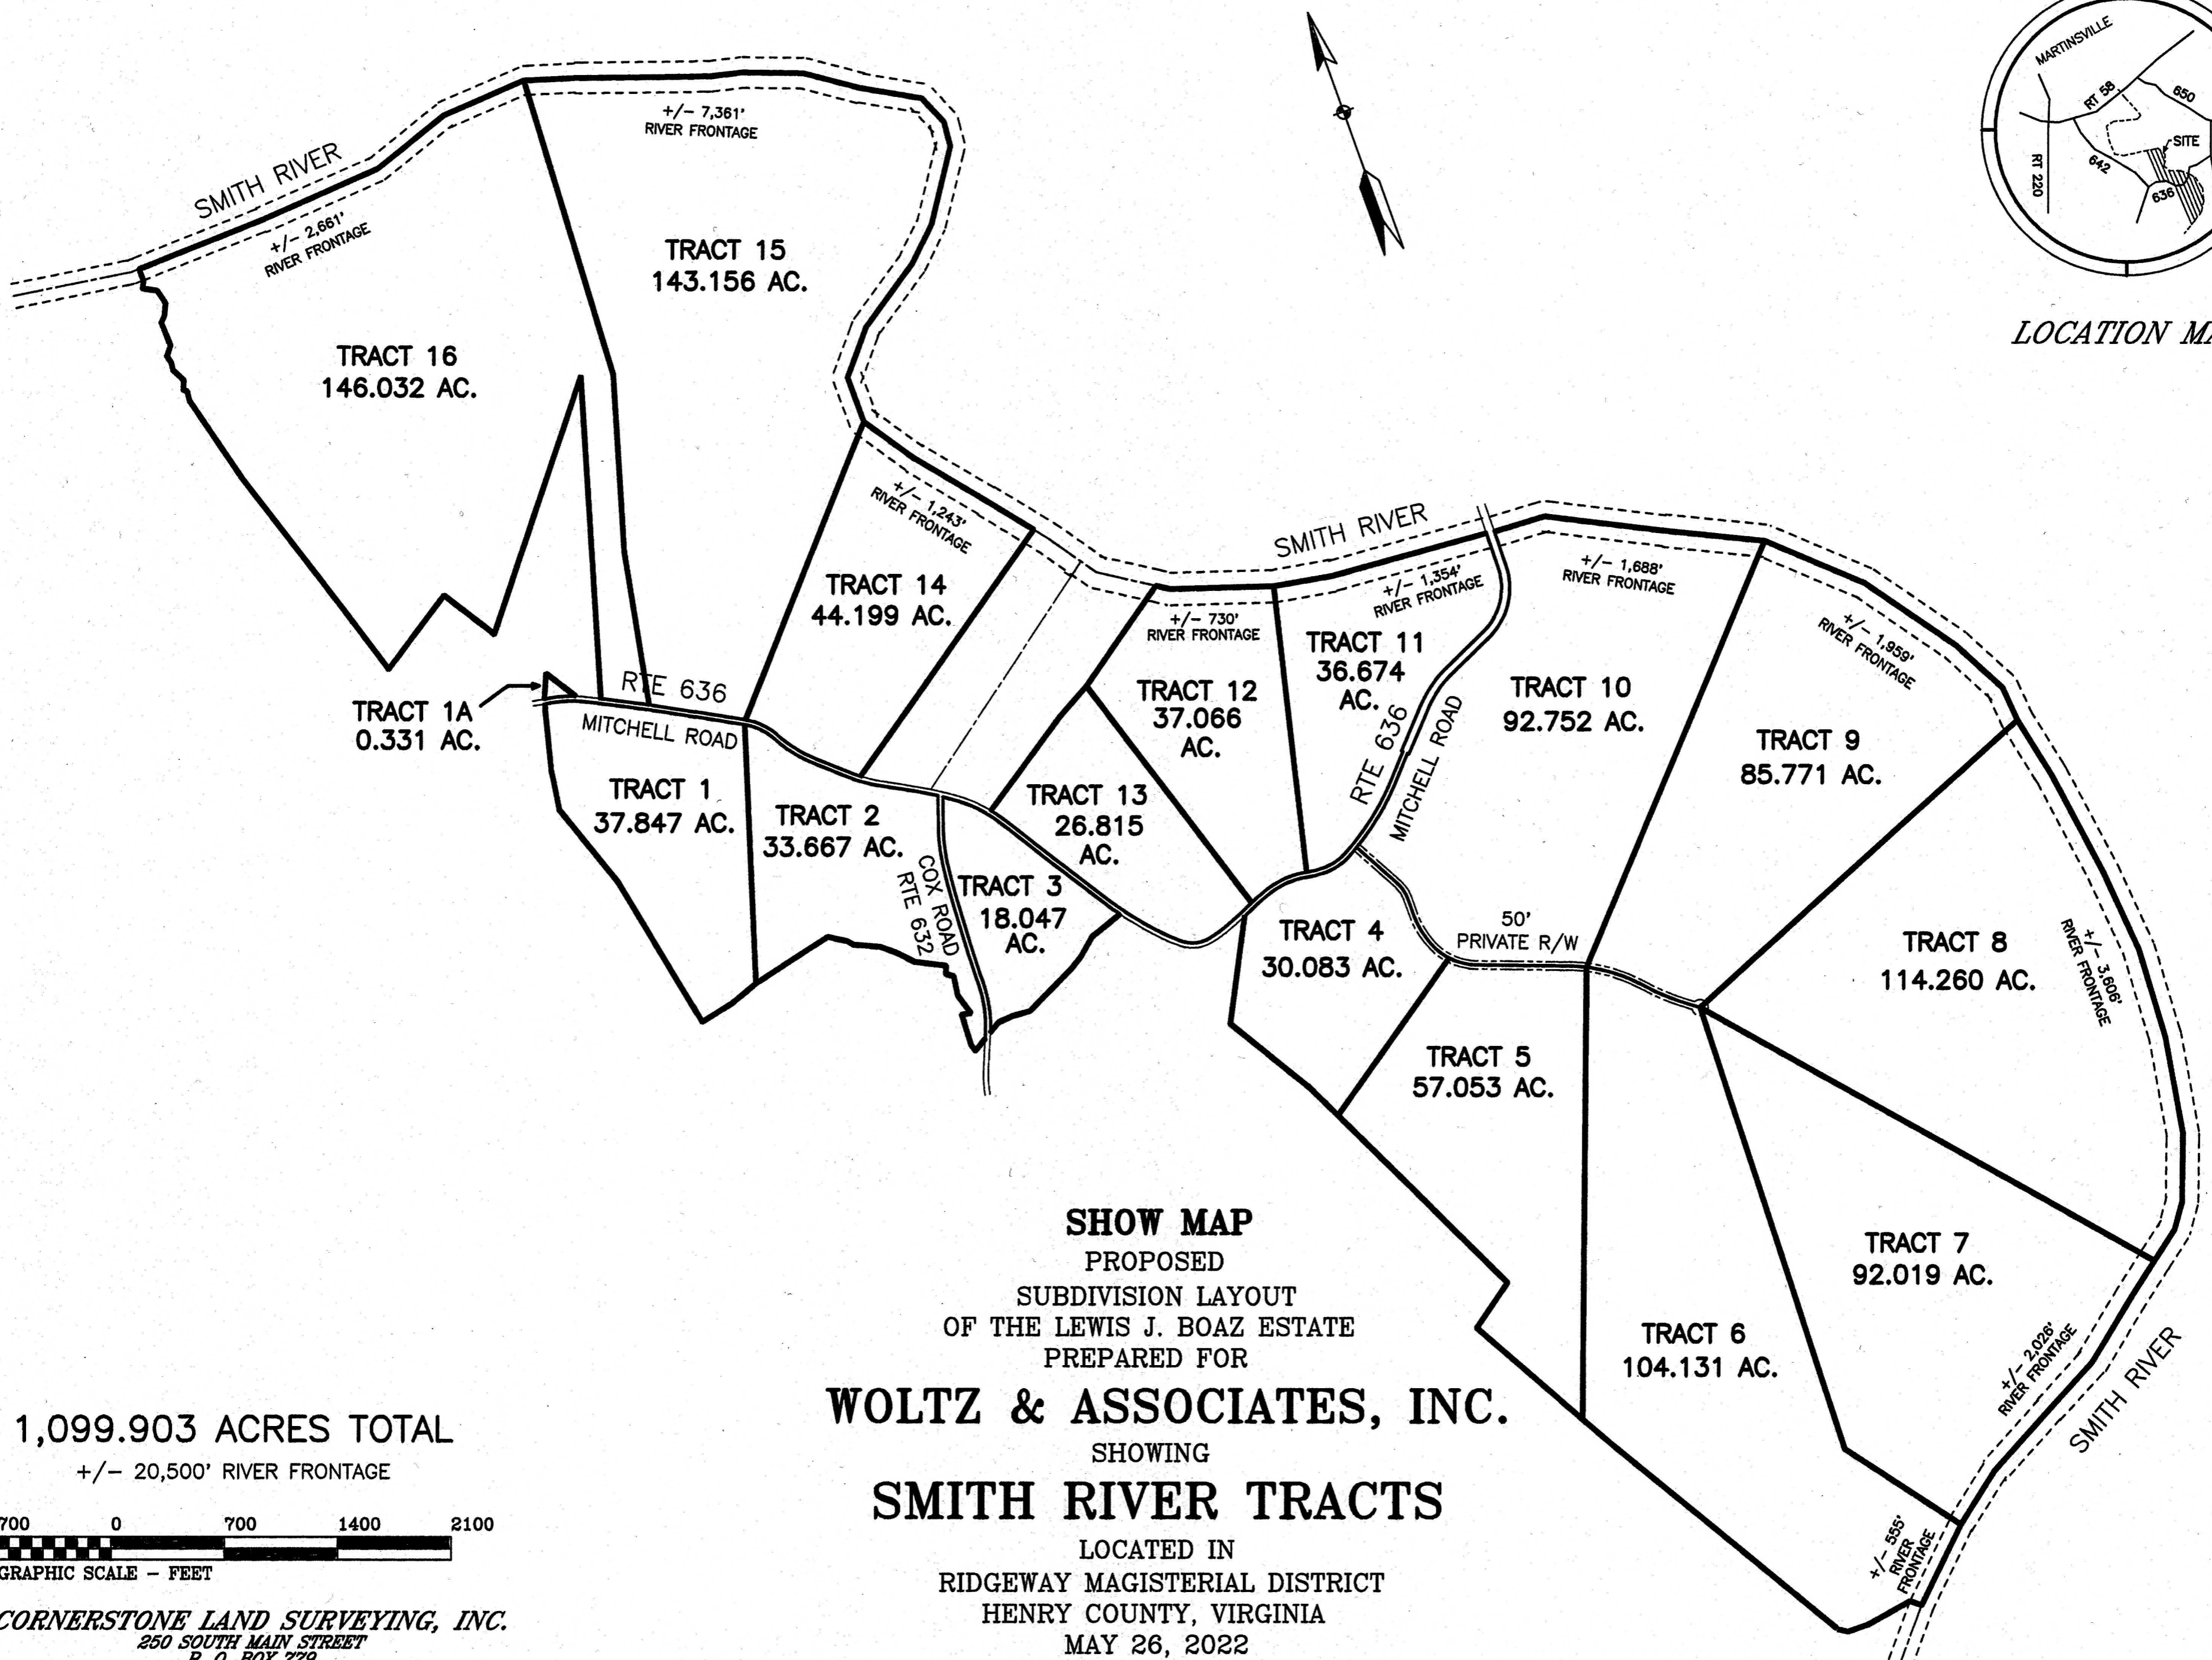 MARTINSVILLE
RT 58
650
SITE
642
RT 220
636
LOCATION
SMITH RIVER
+/- 2,661'
RIVER FRONTAGE
+/- 7,361'
RIVER FRONTAGE
TRACT 15
143.156 AC.
TRACT 16
146.032 AC.
+/- 1,243'
RIVER FRONTAGE
TRACT 14
44.199 AC.
SMITH RIVER
+/- 730'
RIVER FRONTAGE
+/- 1,354'
RIVER FRONTAGE
+/- 1,688'
RIVER FRONTAGE
+/- 1,959'
RIVER FRONTAGE
TRACT 11
36.674
AC.
TRACT 12
37.066
AC.
TRACT 10
92.752 AC.
TRACT 9
85.771 AC.
TRACT 1A
0.331 AC.
RTE 636
MITCHELL ROAD
RTE 636
MITCHELL ROAD
TRACT 1
37.847 AC.
TRACT 2
33.667 AC.
COX ROAD
RTE 632
TRACT 3
18.047
AC.
TRACT 13
26.815
AC.
TRACT 4
30.083 AC.
50'
PRIVATE R/W
TRACT 8
114.260 AC.
+/- 3,606'
RIVER FRONTAGE
TRACT 5
57.053 AC.
TRACT 7
92.019 AC.
TRACT 6
104.131 AC.
+/- 2,026'
RIVER FRONTAGE
SMITH RIVER
+/- 555'
RIVER
FRONTAGE
SHOW MAP
PROPOSED
SUBDIVISION LAYOUT
OF THE LEWIS J. BOAZ ESTATE
PREPARED FOR
WOLTZ & ASSOCIATES, INC.
SHOWING
SMITH RIVER TRACTS
LOCATED IN
RIDGEWAY MAGISTERIAL DISTRICT
HENRY COUNTY, VIRGINIA
MAY 26, 2022
1,099.903 ACRES TOTAL
+/- 20,500' RIVER FRONTAGE
700 0 700 1400 2100
GRAPHIC SCALE - FEET
CORNERSTONE LAND SURVEYING, INC.
250 SOUTH MAIN STREET
P. O. BOX 779